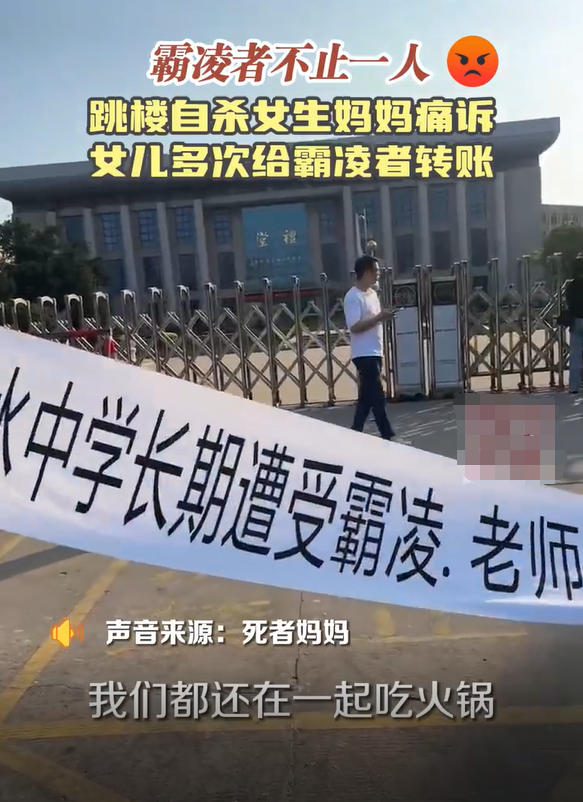 霸凌者不止一人
跳楼自杀女生妈妈痛诉
女儿多次给霸凌者转账
堂禮
水中学长期遭受霸凌.老师
声音来源：死者妈妈
我们都还在一起吃火锅